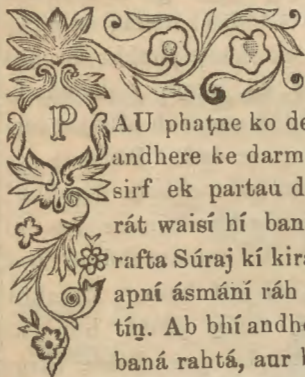 PAU phaṭne ko de
andhere ke darm
sirf ek partau d
rát waisí hí ban
rafta Súraj kí kira
apní ásmání ráh
tín. Ab bhí andhe
baná rahtá, aur b